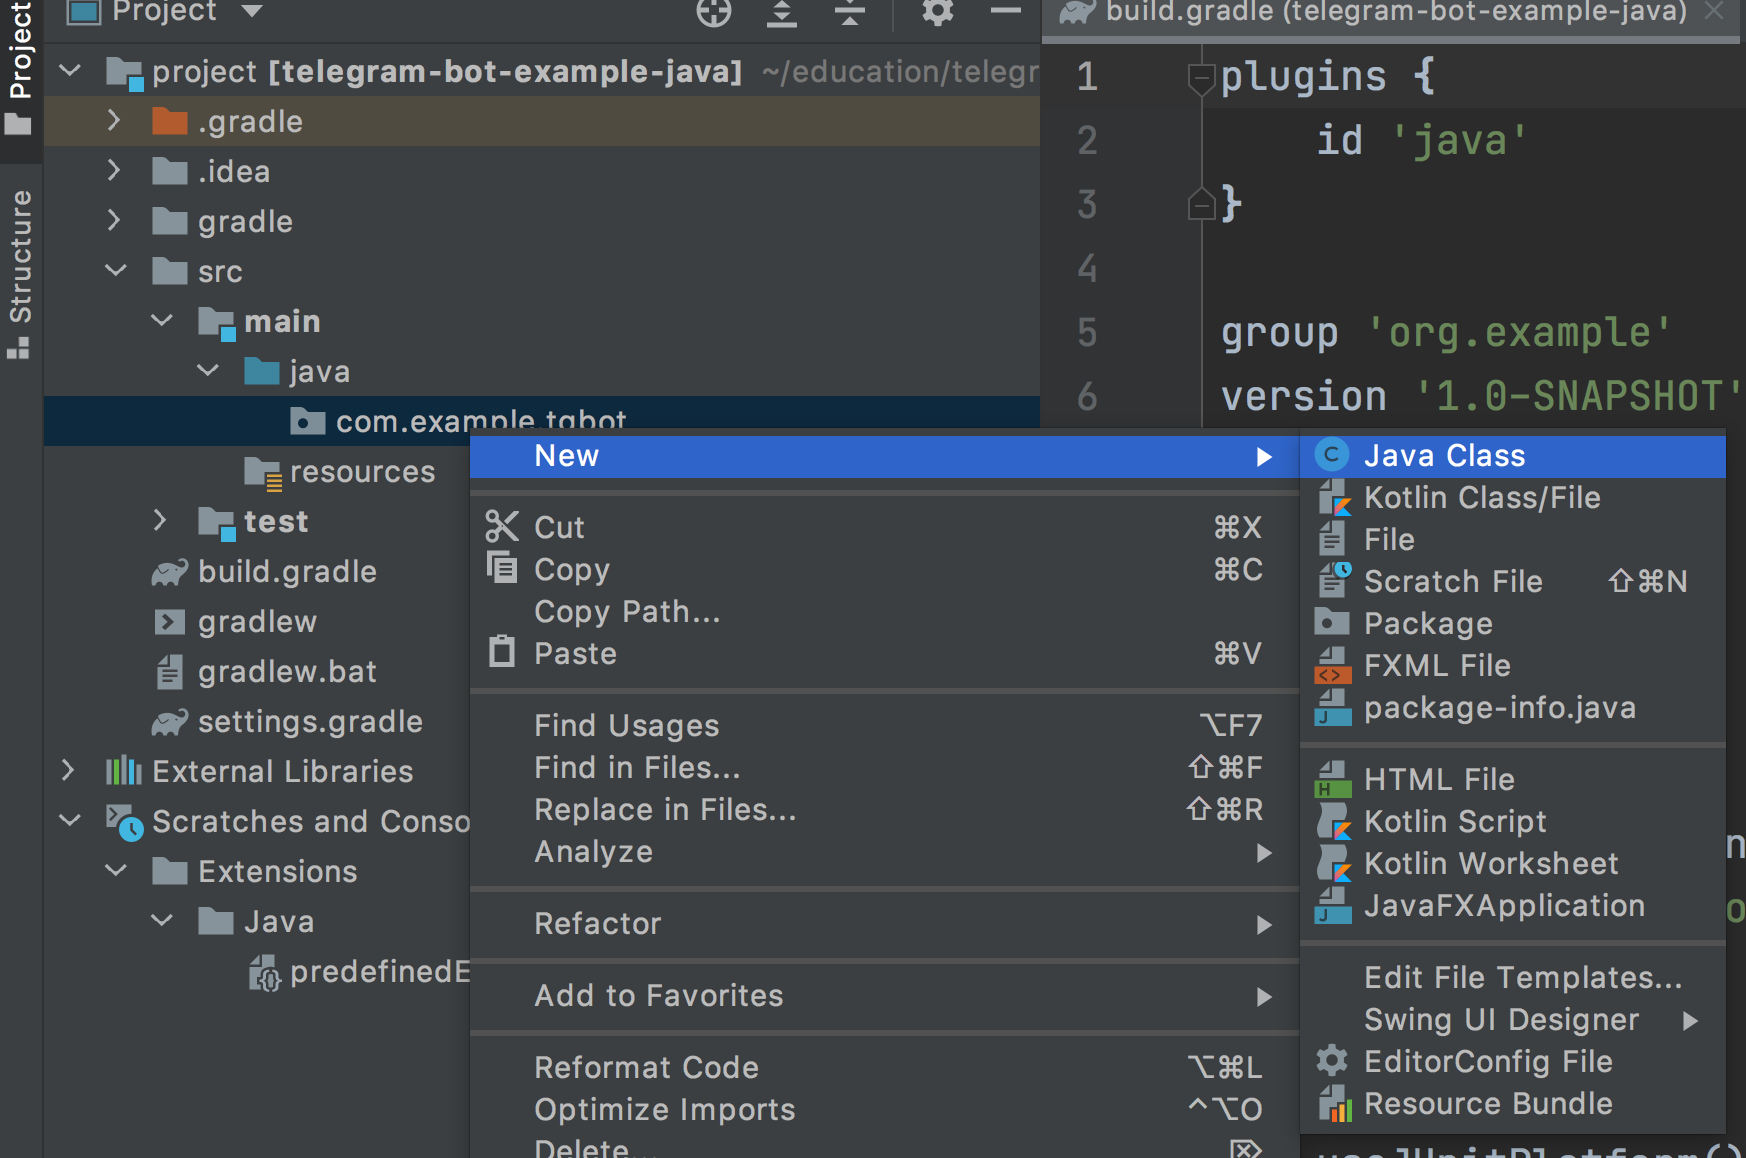 Project
Structure
Project
project [telegram-bot-example-java] ~/education/telegr
.gradle
.idea
gradle
src
main
java
com.example.tgbot
resources
test
build.gradle
gradlew
gradlew.bat
settings.gradle
External Libraries
Scratches and Conso
Extensions
Java
predefinedE
build.gradle (telegram-bot-example-java)
1 plugins {
2 id 'java'
3 }
4
5 group 'org.example'
6 version '1.0-SNAPSHOT'
n
o
useJUnitPlatform()
New
Cut ⌘X
Copy ⌘C
Copy Path...
Paste ⌘V
Find Usages ⌥F7
Find in Files... ⇧⌘F
Replace in Files... ⇧⌘R
Analyze
Refactor
Add to Favorites
Reformat Code ⌥⌘L
Optimize Imports ^⌥O
Delete... ⌦
Java Class
Kotlin Class/File
File
Scratch File ⇧⌘N
Package
FXML File
package-info.java
HTML File
Kotlin Script
Kotlin Worksheet
JavaFXApplication
Edit File Templates...
Swing UI Designer
EditorConfig File
Resource Bundle